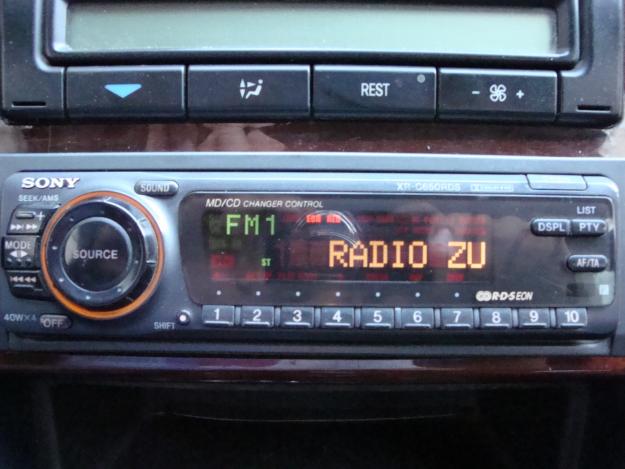 REST
- +
SONY
SOUND
MD/CD CHANGER CONTROL
XR-C650RDS
SEEK/AMS
+
MODE
SOURCE
FM1
EON
ST
RADIO ZU
LIST
DSPL
PTY
AF/TA
R·D·S EON
40W×4
OFF
SHIFT
1 2 3 4 5 6 7 8 9 10